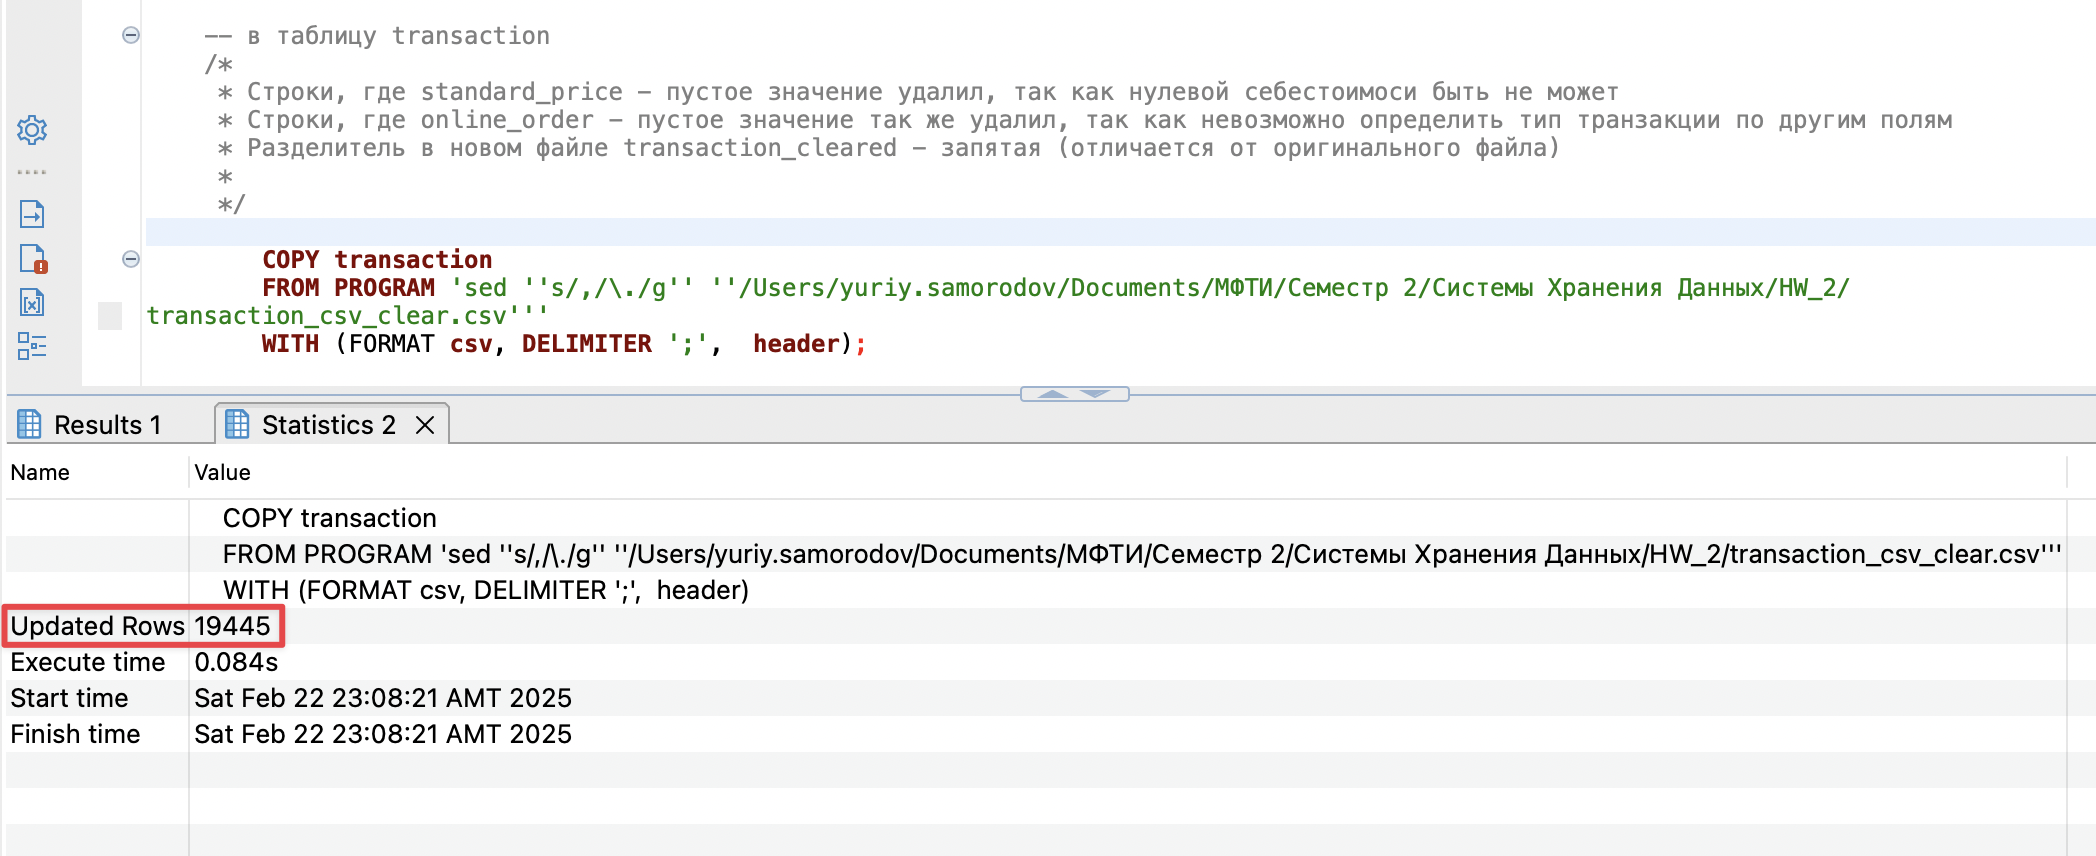 -- в таблицу transaction
/*
* Строки, где standard_price – пустое значение удалил, так как нулевой себестоимоси быть не может
* Строки, где online_order – пустое значение так же удалил, так как невозможно определить тип транзакции по другим полям
* Разделитель в новом файле transaction_cleared – запятая (отличается от оригинального файла)
*
*/
COPY transaction
FROM PROGRAM 'sed ''s/,/\./g'' ''/Users/yuriy.samorodov/Documents/МФТИ/Семестр 2/Системы Хранения Данных/HW_2/
transaction_csv_clear.csv'''
WITH (FORMAT csv, DELIMITER ';',  header);
Results 1 Statistics 2
Name Value
COPY transaction
FROM PROGRAM 'sed ''s/,/\./g'' ''/Users/yuriy.samorodov/Documents/МФТИ/Семестр 2/Системы Хранения Данных/HW_2/transaction_csv_clear.csv'''
WITH (FORMAT csv, DELIMITER ';',  header)
Updated Rows 19445
Execute time 0.084s
Start time Sat Feb 22 23:08:21 AMT 2025
Finish time Sat Feb 22 23:08:21 AMT 2025